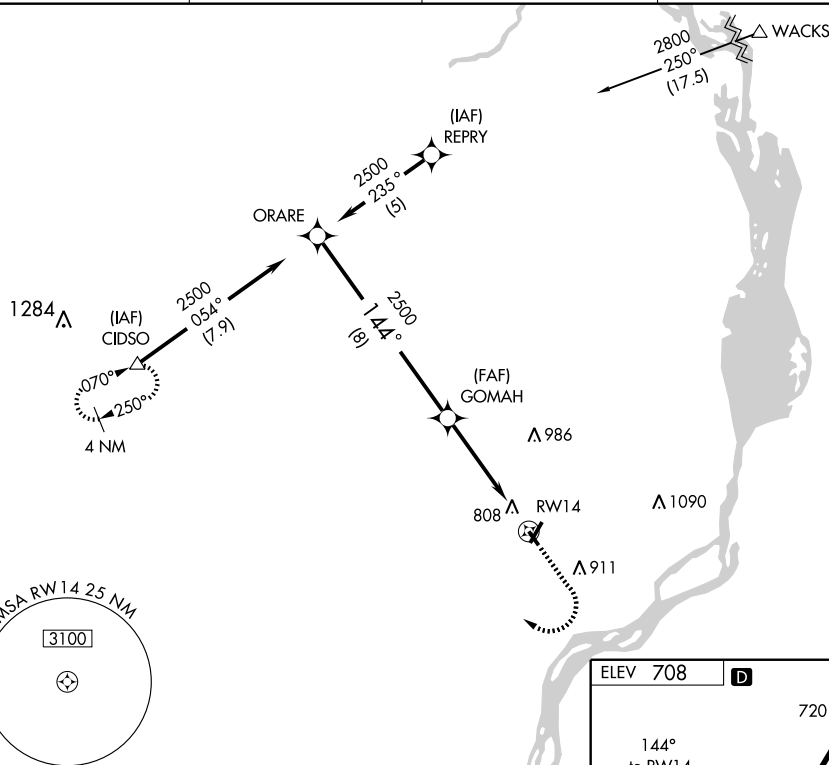 WACKS
2800
250°
(17.5)
(IAF)
REPRY
2500
235°
(5)
ORARE
2500
054°
(7.9)
1284
(IAF)
CIDSO
070°
250°
4 NM
2500
144°
(8)
(FAF)
GOMAH
986
808
RW14
1090
911
MSA RW14 25 NM
3100
ELEV 708
D
720
144°
to RW14